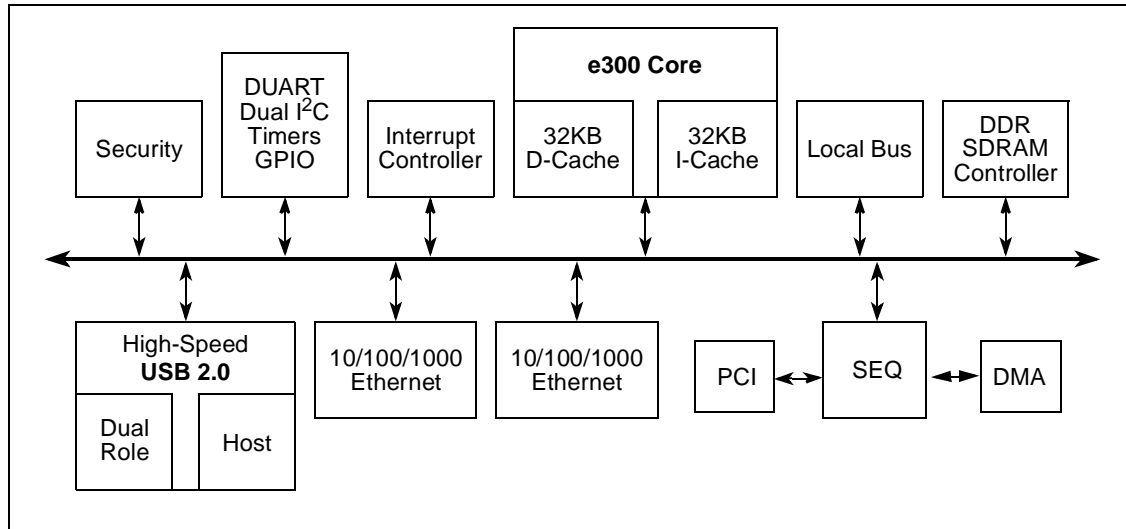 e300 Core
DUART
Dual I²C
Timers
GPIO
Security
Interrupt
Controller
32KB
D-Cache
32KB
I-Cache
Local Bus
DDR
SDRAM
Controller
High-Speed
USB 2.0
Dual
Role
Host
10/100/1000
Ethernet
10/100/1000
Ethernet
PCI
SEQ
DMA